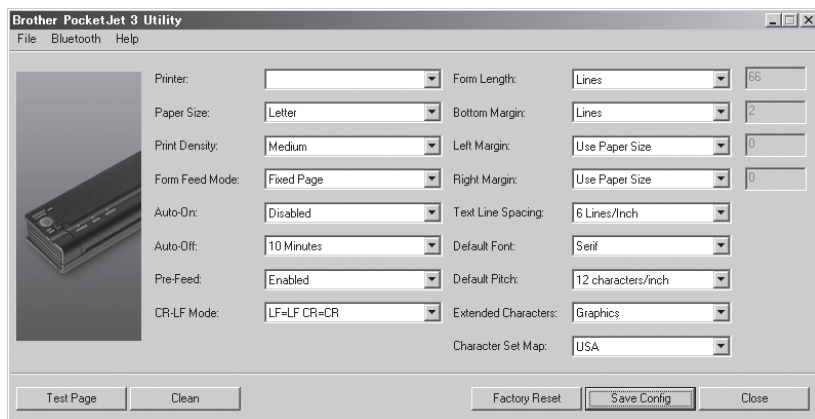 Brother PocketJet 3 Utility
File Bluetooth Help
Printer:
Form Length: Lines 66
Paper Size: Letter
Bottom Margin: Lines 2
Print Density: Medium
Left Margin: Use Paper Size 0
Form Feed Mode: Fixed Page
Right Margin: Use Paper Size 0
Auto-On: Disabled
Text Line Spacing: 6 Lines/Inch
Auto-Off: 10 Minutes
Default Font: Serif
Pre-Feed: Enabled
Default Pitch: 12 characters/inch
CR-LF Mode: LF=LF CR=CR
Extended Characters: Graphics
Character Set Map: USA
Test Page Clean Factory Reset Save Config Close